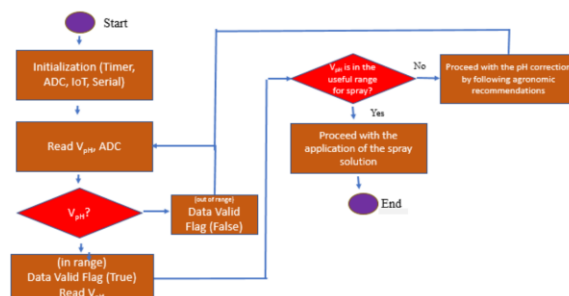 Start
Initialization (Timer,
ADC, IoT, Serial)
Read VpH, ADC
VpH?
(out of range)
Data Valid
Flag (False)
(in range)
Data Valid Flag (True)
Read VpH
VpH is in the
useful range
for spray?
No
Proceed with the pH correction
by following agronomic
recommendations
Yes
Proceed with the
application of the spray
solution
End